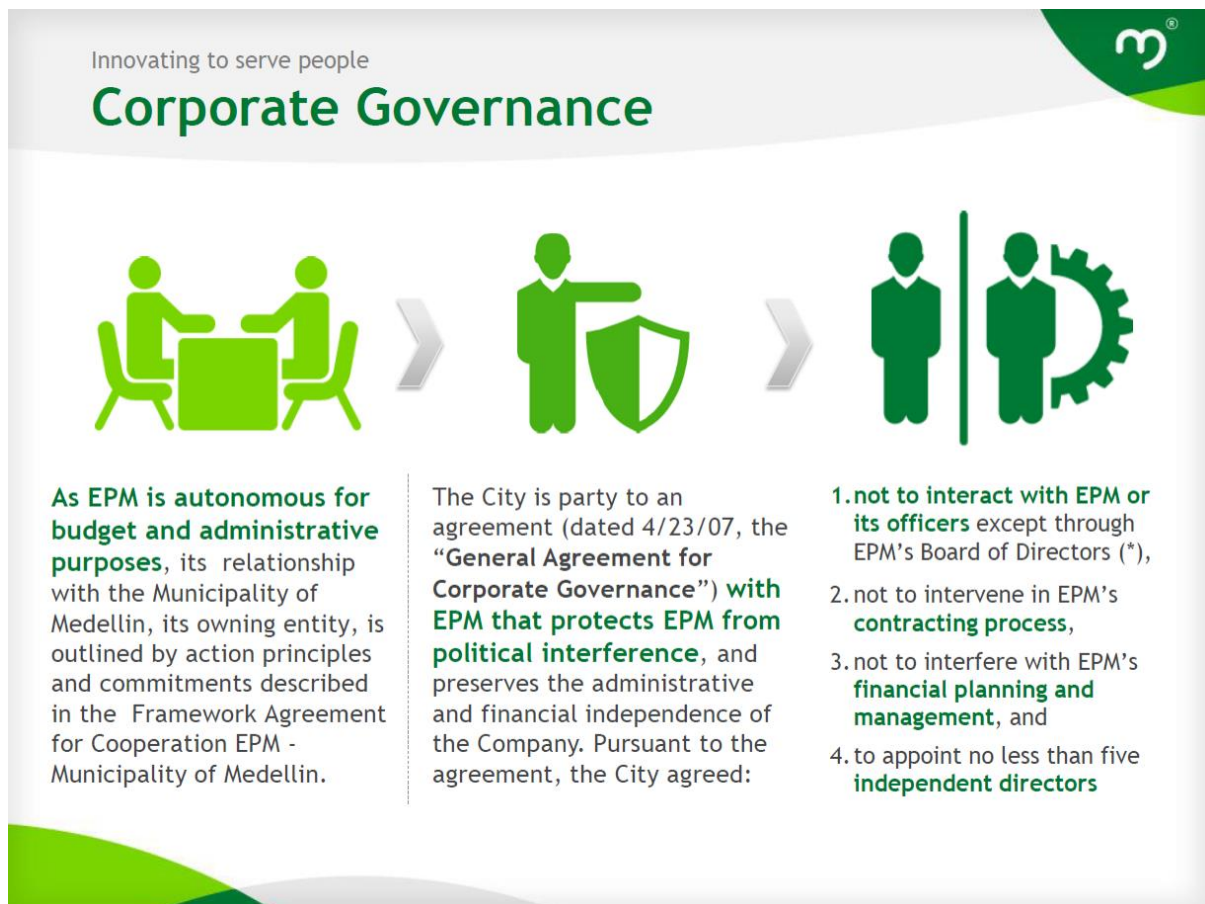 Innovating to serve people
Corporate Governance
®
As EPM is autonomous for
budget and administrative
purposes, its relationship
with the Municipality of
Medellin, its owning entity, is
outlined by action principles
and commitments described
in the Framework Agreement
for Cooperation EPM -
Municipality of Medellin.
The City is party to an
agreement (dated 4/23/07, the
“General Agreement for
Corporate Governance”) with
EPM that protects EPM from
political interference, and
preserves the administrative
and financial independence of
the Company. Pursuant to the
agreement, the City agreed:
1. not to interact with EPM or
its officers except through
EPM’s Board of Directors (*),
2. not to intervene in EPM’s
contracting process,
3. not to interfere with EPM’s
financial planning and
management, and
4. to appoint no less than five
independent directors